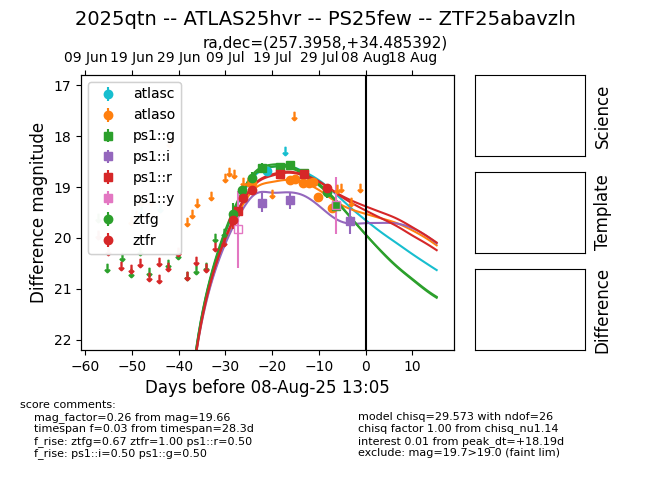 2025qtn -- ATLAS25hvr -- PS25few -- ZTF25abavzln
ra,dec=(257.3958,+34.485392)
09 Jun 19 Jun 29 Jun 09 Jul 19 Jul 29 Jul 08 Aug 18 Aug
17
18
19
20
21
22
Difference magnitude
atlasc
atlaso
ps1::g
ps1::i
ps1::r
ps1::y
ztfg
ztfr
−60 −50 −40 −30 −20 −10 0 10
Days before 08-Aug-25 13:05
Science
Template
Difference
score comments:
mag_factor=0.26 from mag=19.66
timespan f=0.03 from timespan=28.3d
f_rise: ztfg=0.67 ztfr=1.00 ps1::r=0.50
f_rise: ps1::i=0.50 ps1::g=0.50
model chisq=29.573 with ndof=26
chisq factor 1.00 from chisq_nu1.14
interest 0.01 from peak_dt=+18.19d
exclude: mag=19.7>19.0 (faint lim)